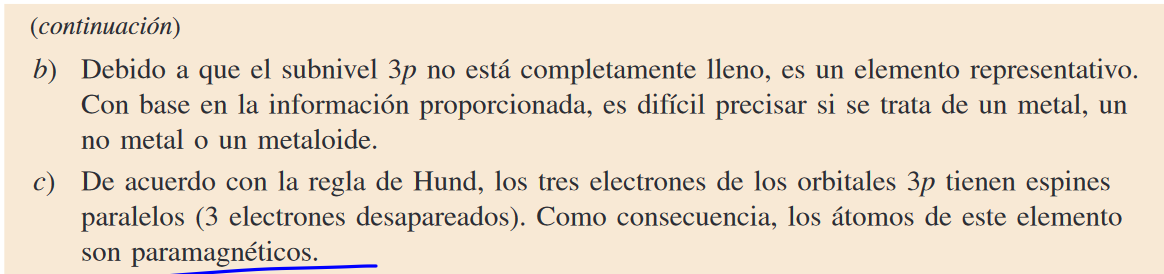 (continuación)
b) Debido a que el subnivel 3p no está completamente lleno, es un elemento representativo.
Con base en la información proporcionada, es difícil precisar si se trata de un metal, un
no metal o un metaloide.
c) De acuerdo con la regla de Hund, los tres electrones de los orbitales 3p tienen espines
paralelos (3 electrones desapareados). Como consecuencia, los átomos de este elemento
son paramagnéticos.